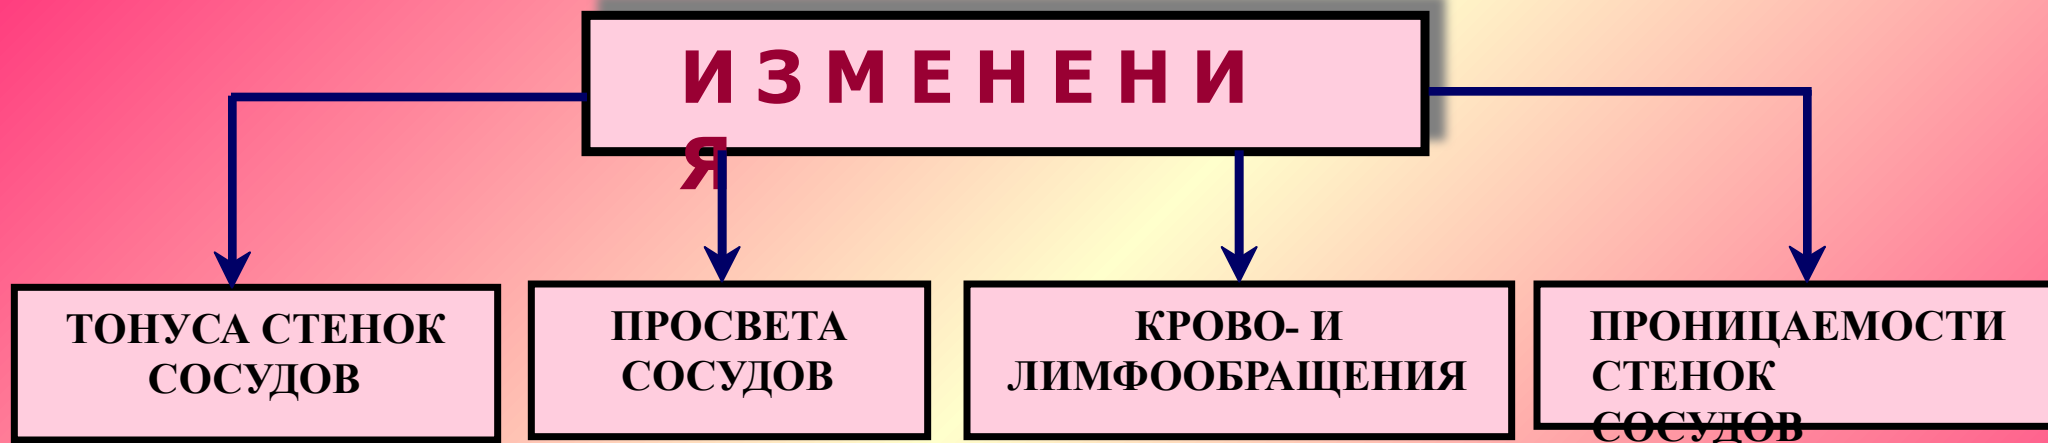 И З М Е Н Е Н И
Я
ТОНУСА СТЕНОК
СОСУДОВ
ПРОСВЕТА
СОСУДОВ
КРОВО- И
ЛИМФООБРАЩЕНИЯ
ПРОНИЦАЕМОСТИ
СТЕНОК
СОСУДОВ